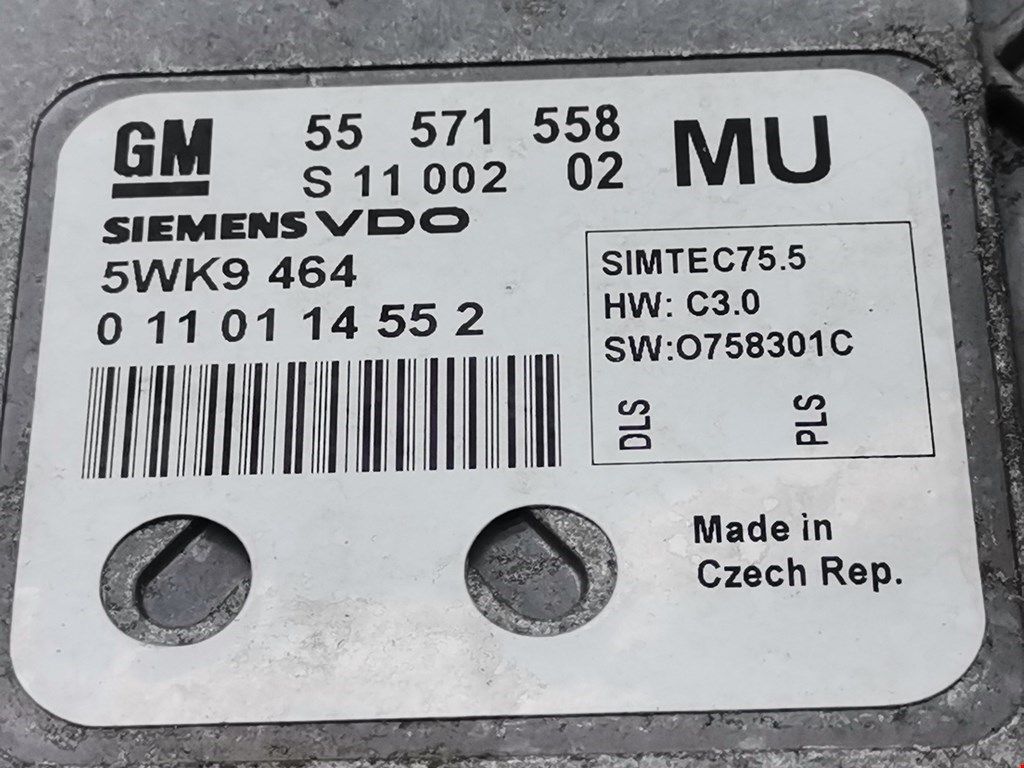 GM 55 571 558 MU
S 11 002 02
SIEMENS VDO
5WK9 464
0 11 01 14 55 2
SIMTEC75.5
HW: C3.0
SW:O758301C
DLS PLS
Made in
Czech Rep.